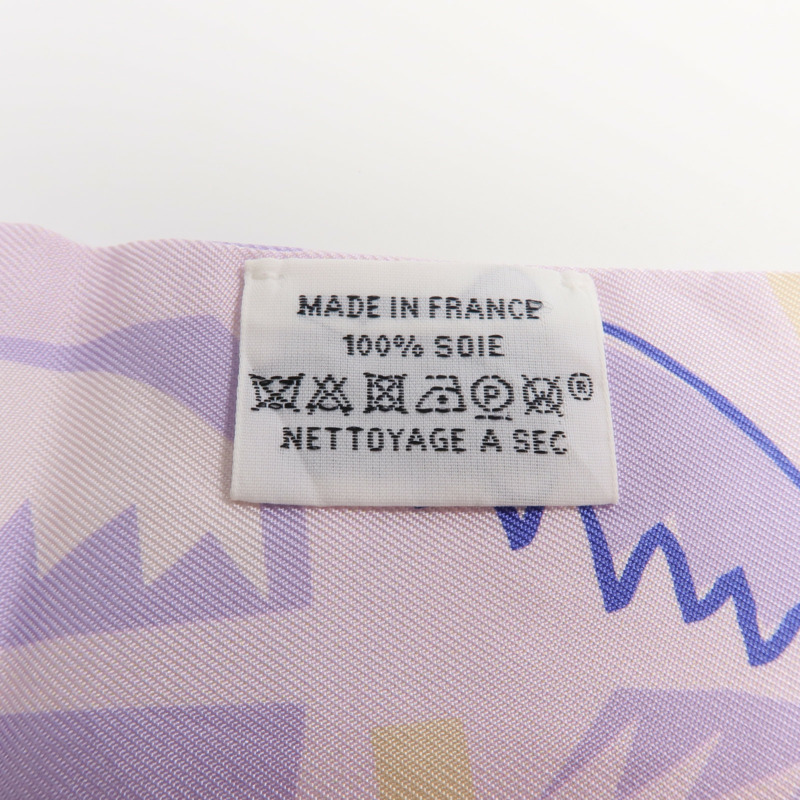 MADE IN FRANCE
100% SOIE
P W ®
NETTOYAGE A SEC